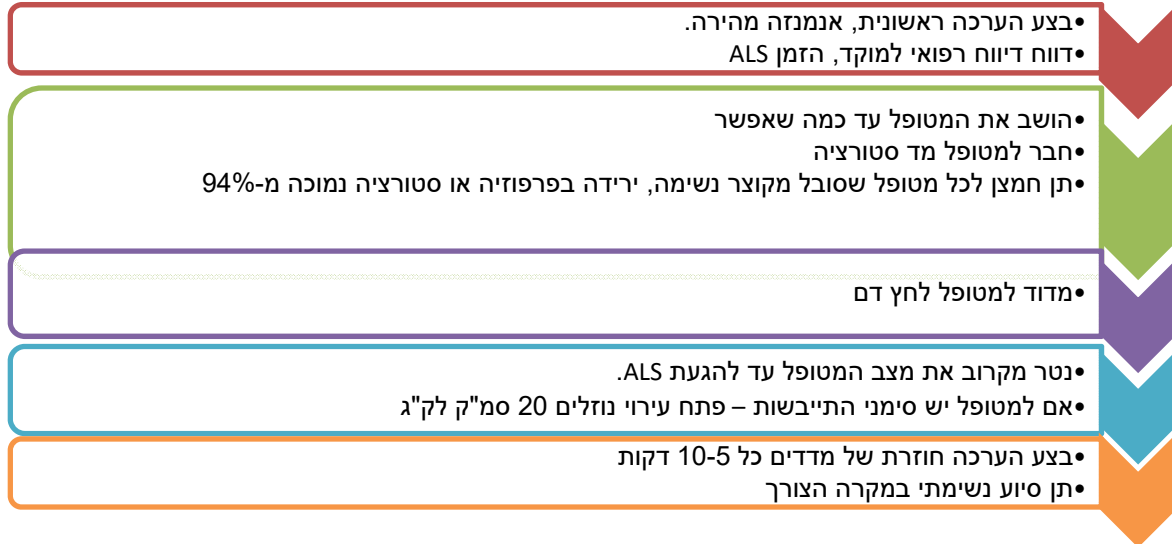 •בצע הערכה ראשונית, אנמנזה מהירה.
•דווח דיווח רפואי למוקד, הזמן ALS
•הושב את המטופל עד כמה שאפשר
•חבר למטופל מד סטורציה
•תן חמצן לכל מטופל שסובל מקוצר נשימה, ירידה בפרפוזיה או סטורציה נמוכה מ-94%
•מדוד למטופל לחץ דם
•נטר מקרוב את מצב המטופל עד להגעת ALS.
•אם למטופל יש סימני התייבשות – פתח עירוי נוזלים 20 סמ"ק לק"ג
•בצע הערכה חוזרת של מדדים כל 10-5 דקות
•תן סיוע נשימתי במקרה הצורך